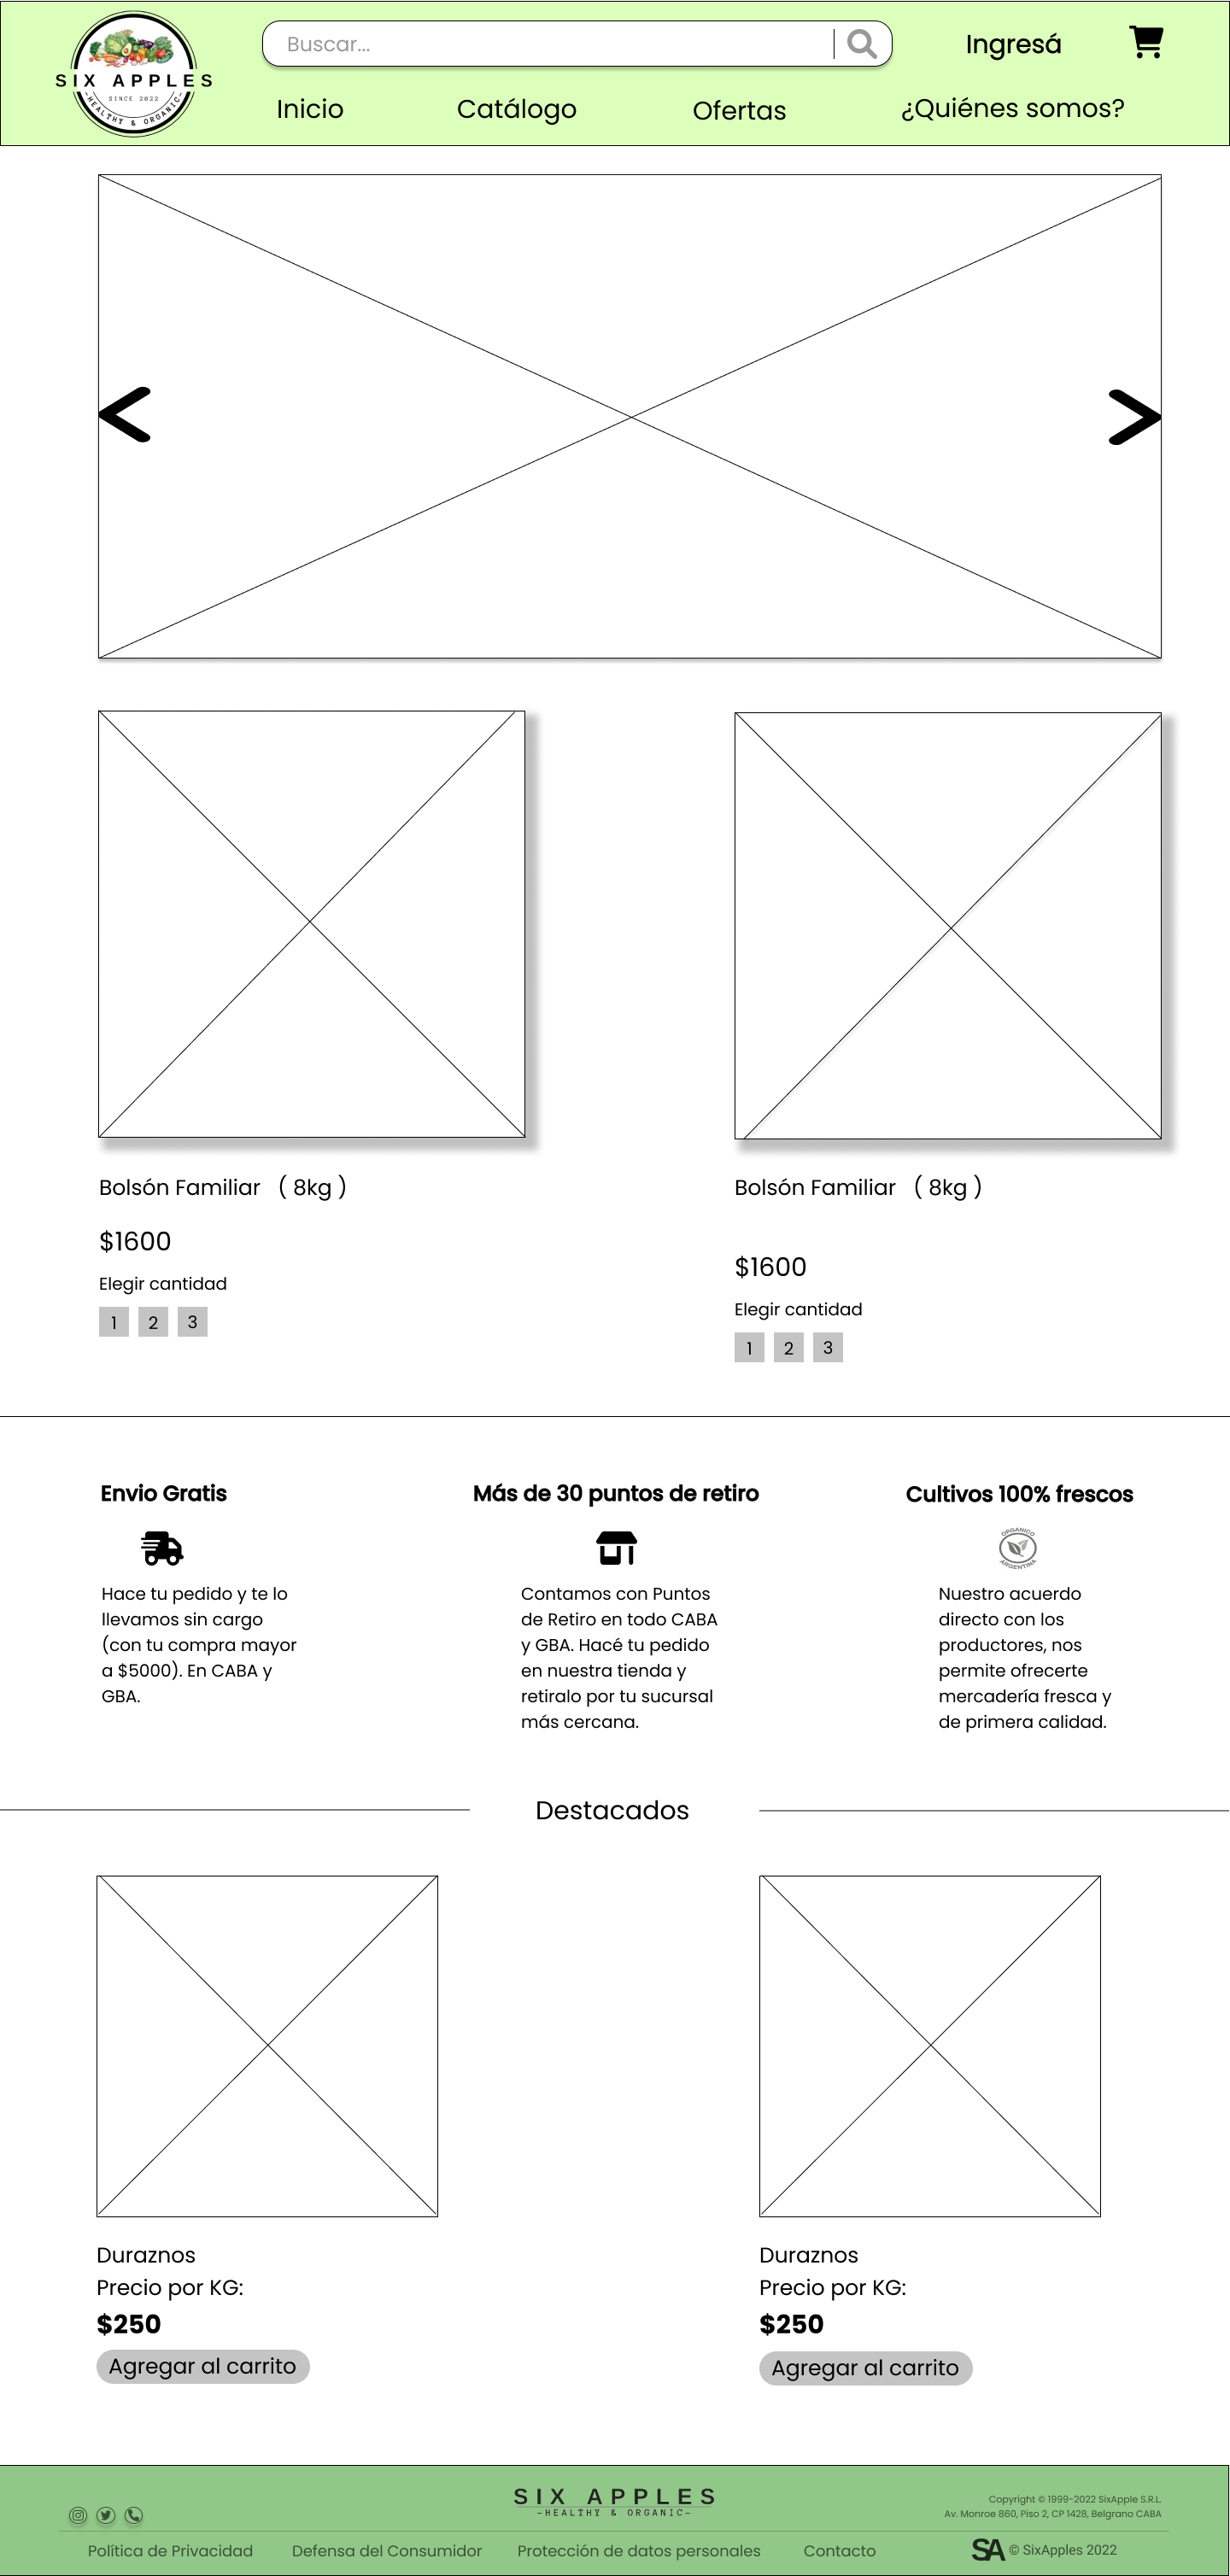 SIX APPLES
SINCE 2022
-HEALTHY & ORGANIC-
Buscar...
Ingresá
Inicio
Catálogo
Ofertas
¿Quiénes somos?
<
>
Bolsón Familiar ( 8kg )
$1600
Elegir cantidad
1 2 3
Bolsón Familiar ( 8kg )
$1600
Elegir cantidad
1 2 3
Envio Gratis
Hace tu pedido y te lo
llevamos sin cargo
(con tu compra mayor
a $5000). En CABA y
GBA.
Más de 30 puntos de retiro
Contamos con Puntos
de Retiro en todo CABA
y GBA. Hacé tu pedido
en nuestra tienda y
retiralo por tu sucursal
más cercana.
Cultivos 100% frescos
ORGANICO
ARGENTINA
Nuestro acuerdo
directo con los
productores, nos
permite ofrecerte
mercadería fresca y
de primera calidad.
Destacados
Duraznos
Precio por KG:
$250
Agregar al carrito
Duraznos
Precio por KG:
$250
Agregar al carrito
SIX APPLES
-HEALTHY & ORGANIC-
Copyright © 1999-2022 SixApple S.R.L.
Av. Monroe 860, Piso 2, CP 1428, Belgrano CABA
Política de Privacidad
Defensa del Consumidor
Protección de datos personales
Contacto
SA © SixApples 2022